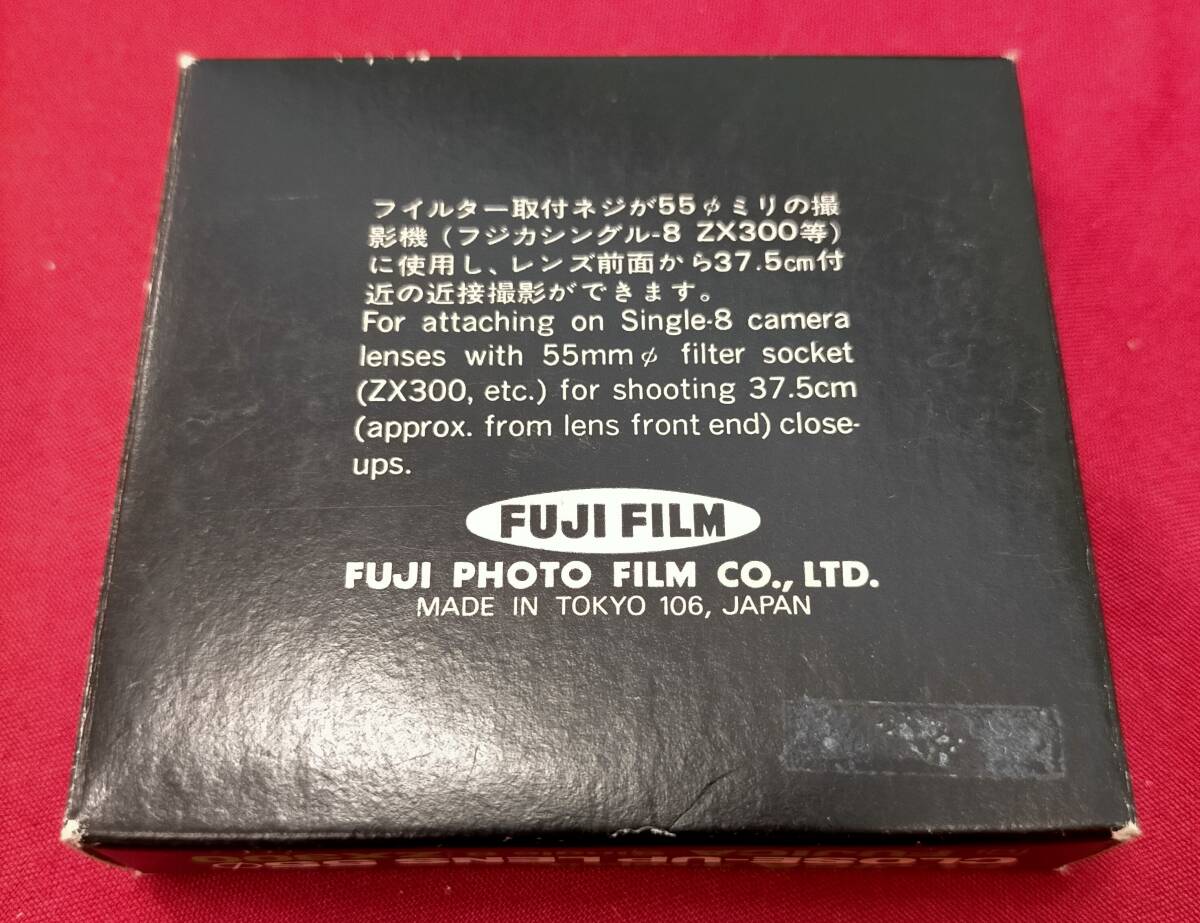 フイルター取付ネジが55φミリの撮
影機（フジカシングル-8 ZX300等）
に使用し、レンズ前面から37.5cm付
近の近接撮影ができます。
For attaching on Single-8 camera
lenses with 55mmφ filter socket
(ZX300, etc.) for shooting 37.5cm
(approx. from lens front end) close-
ups.
FUJI FILM
FUJI PHOTO FILM CO., LTD.
MADE IN TOKYO 106, JAPAN
CLOSE-UP LENS